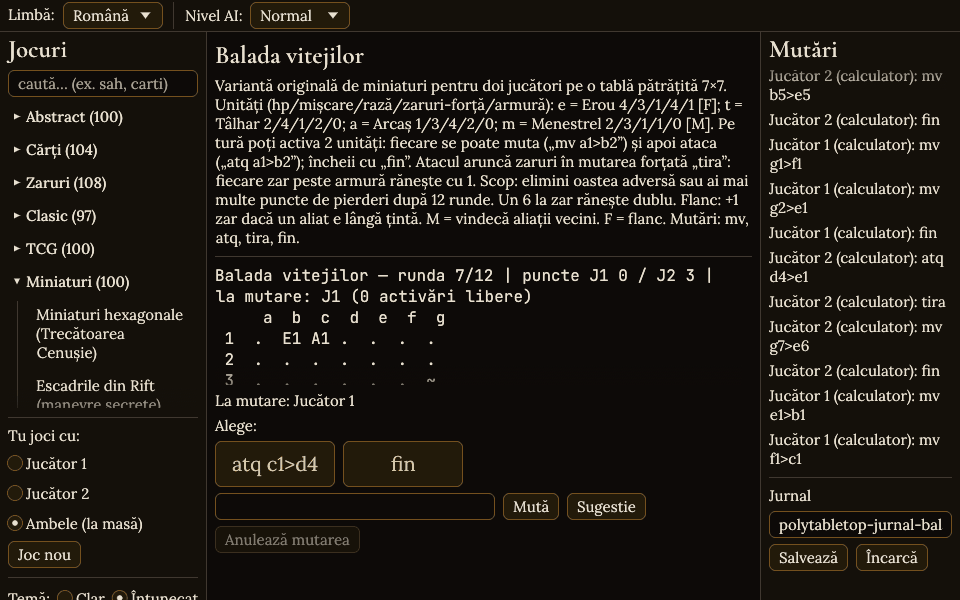 Limbă: Română ▼ Nivel AI: Normal ▼
Jocuri
caută... (ex. sah, carti)
▸ Abstract (100)
▸ Cărți (104)
▸ Zaruri (108)
▸ Clasic (97)
▸ TCG (100)
▾ Miniaturi (100)
Miniaturi hexagonale
(Trecătoarea
Cenușie)
Escadrile din Rift
(manevre secrete)
Tu joci cu:
Jucător 1
Jucător 2
Ambele (la masă)
Joc nou
Temă: Clar Întunecat
Balada vitejilor
Variantă originală de miniaturi pentru doi jucători pe o tablă pătrățită 7×7.
Unități (hp/mișcare/rază/zaruri-forță/armură): e = Erou 4/3/1/4/1 [F]; t =
Tâlhar 2/4/1/2/0; a = Arcaș 1/3/4/2/0; m = Menestrel 2/3/1/1/0 [M]. Pe
tură poți activa 2 unități: fiecare se poate muta („mv a1>b2”) și apoi ataca
(„atq a1>b2”); închei cu „fin”. Atacul aruncă zaruri în mutarea forțată „tira”:
fiecare zar peste armură rănește cu 1. Scop: elimini oastea adversă sau ai mai
multe puncte de pierderi după 12 runde. Un 6 la zar rănește dublu. Flanc: +1
zar dacă un aliat e lângă țintă. M = vindecă aliații vecini. F = flanc. Mutări: mv,
atq, tira, fin.
Balada vitejilor — runda 7/12 | puncte J1 0 / J2 3 |
la mutare: J1 (0 activări libere)
a b c d e f g
1 . E1 A1 . . . .
2 . . . . . . .
3 . . . . . . ~
La mutare: Jucător 1
Alege:
atq c1>d4 fin
Mută Sugestie
Anulează mutarea
Mutări
Jucător 2 (calculator): mv
b5>e5
Jucător 2 (calculator): fin
Jucător 1 (calculator): mv
g1>f1
Jucător 1 (calculator): mv
g2>e1
Jucător 1 (calculator): fin
Jucător 2 (calculator): atq
d4>e1
Jucător 2 (calculator): tira
Jucător 2 (calculator): mv
g7>e6
Jucător 2 (calculator): fin
Jucător 1 (calculator): mv
e1>b1
Jucător 1 (calculator): mv
f1>c1
Jurnal
polytabletop-jurnal-bal
Salvează Încarcă